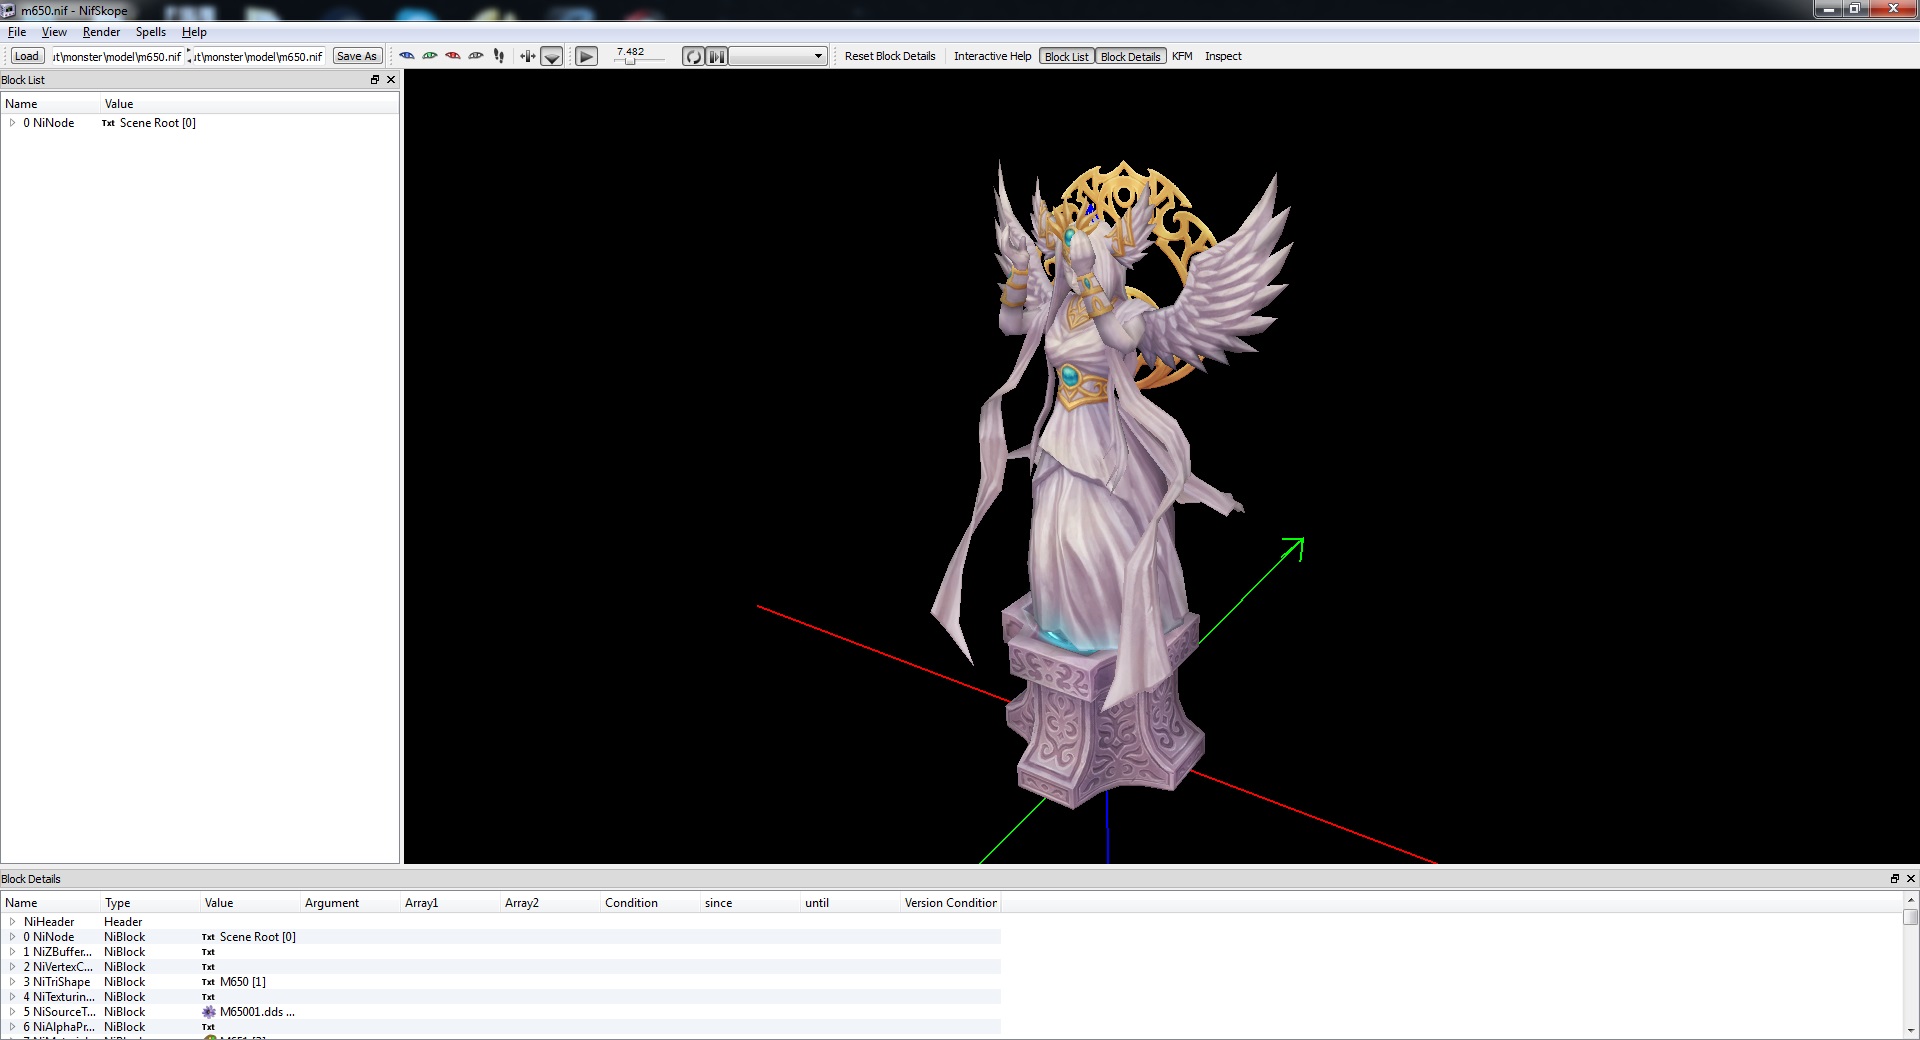 m650.nif - NifSkope
File View Render Spells Help
Load ut\monster\model\m650.nif ut\monster\model\m650.nif Save As 7.482 Reset Block Details Interactive Help Block List Block Details KFM Inspect
Block List
Name Value
0 NiNode Txt Scene Root [0]
Block Details
Name Type Value Argument Array1 Array2 Condition since until Version Condition
NiHeader Header
0 NiNode NiBlock Txt Scene Root [0]
1 NiZBuffer... NiBlock Txt
2 NiVertexC... NiBlock Txt
3 NiTriShape NiBlock Txt M650 [1]
4 NiTexturin... NiBlock Txt
5 NiSourceT... NiBlock M65001.dds ...
6 NiAlphaPr... NiBlock Txt